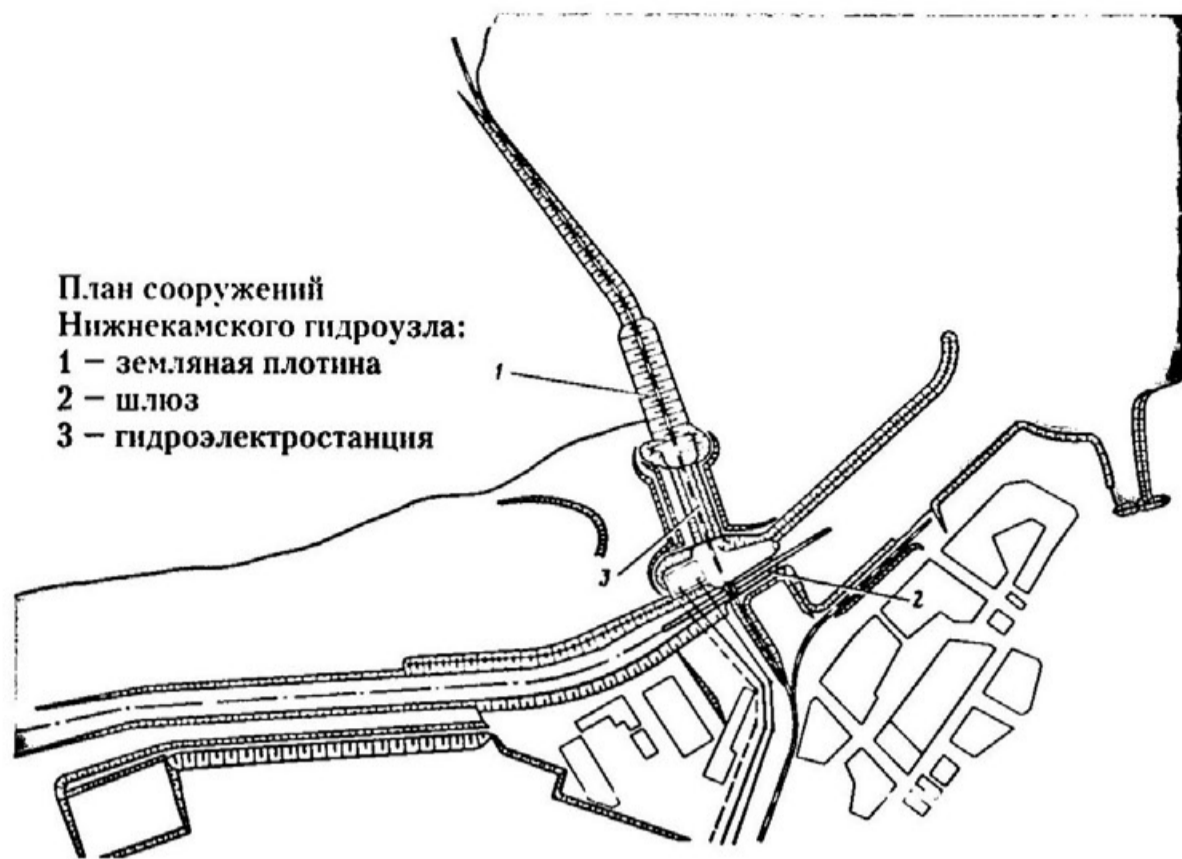 План сооружений
Нижнекамского гидроузла:
1 – земляная плотина
2 – шлюз
3 – гидроэлектростанция
1
3
2